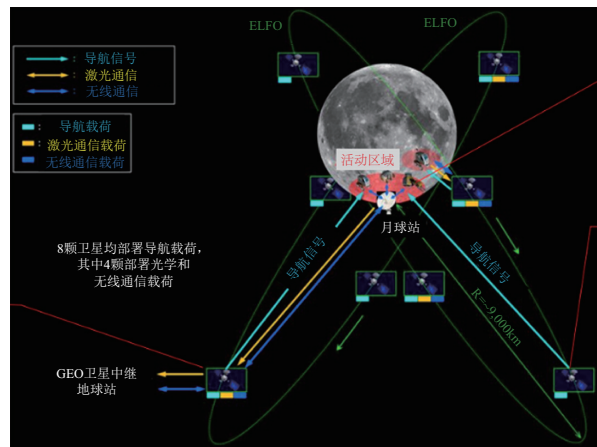 ELFO
ELFO
：导航信号
：激光通信
：无线通信
：导航载荷
：激光通信载荷
：无线通信载荷
活动区域
月球站
8颗卫星均部署导航载荷，
其中4颗部署光学和
无线通信载荷
导航信号
导航信号
R=~9,000km
GEO卫星中继
地球站